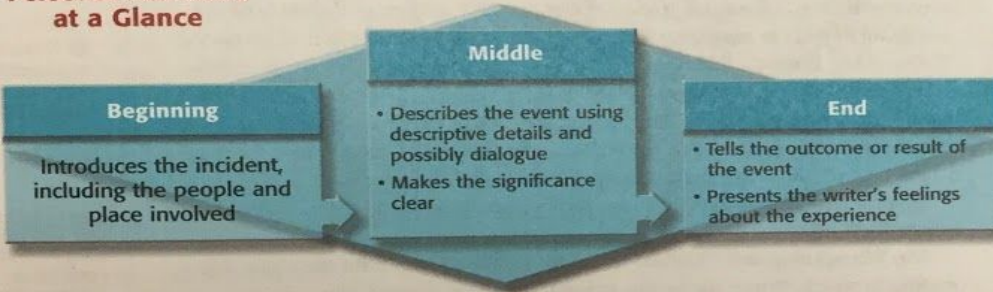 at a Glance
Beginning
Introduces the incident,
including the people and
place involved
Middle
• Describes the event using
descriptive details and
possibly dialogue
• Makes the significance
clear
End
• Tells the outcome or result of
the event
• Presents the writer's feelings
about the experience